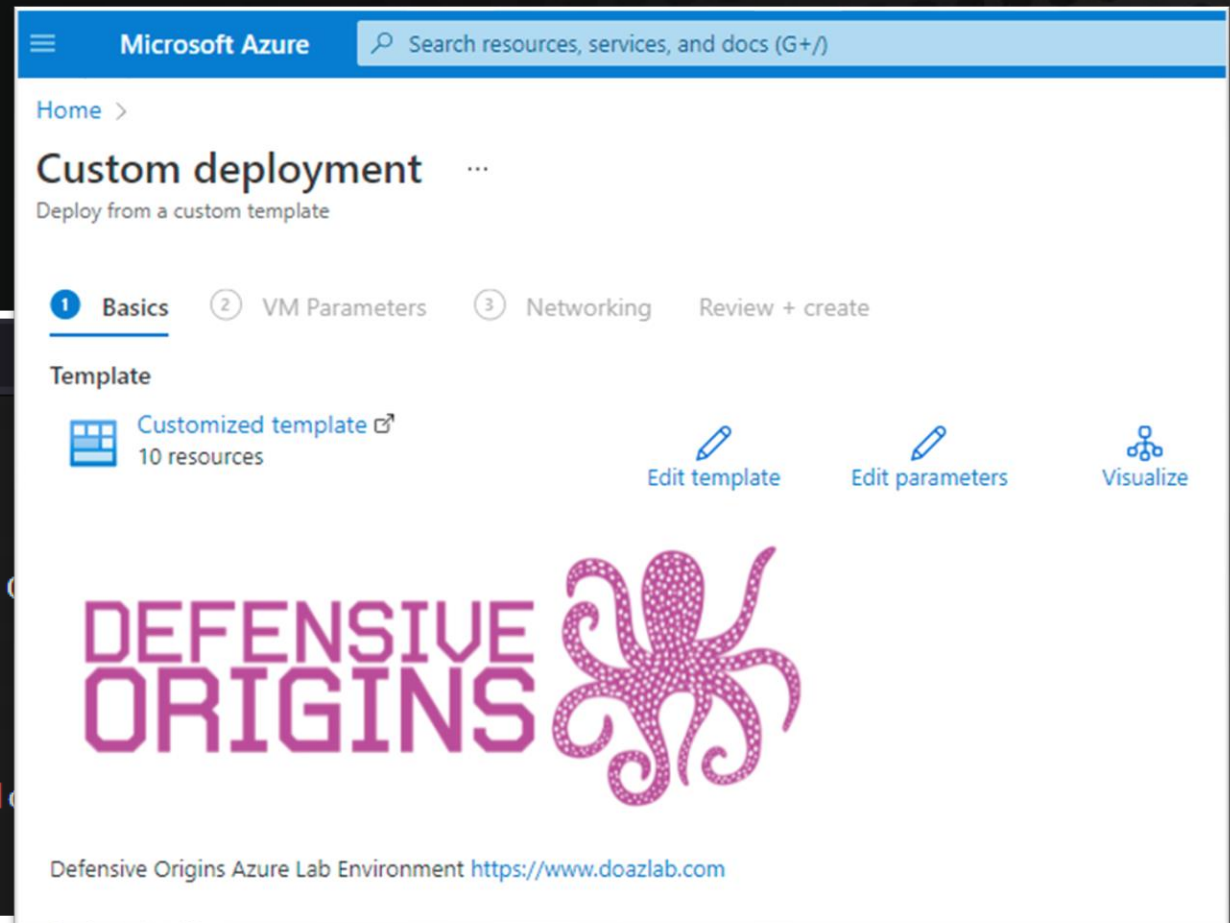 Microsoft Azure
Search resources, services, and docs (G+/)
Home >
Custom deployment ...
Deploy from a custom template
1 Basics 2 VM Parameters 3 Networking Review + create
Template
Customized template
10 resources
Edit template Edit parameters Visualize
DEFENSIVE
ORIGINS
Defensive Origins Azure Lab Environment https://www.doazlab.com